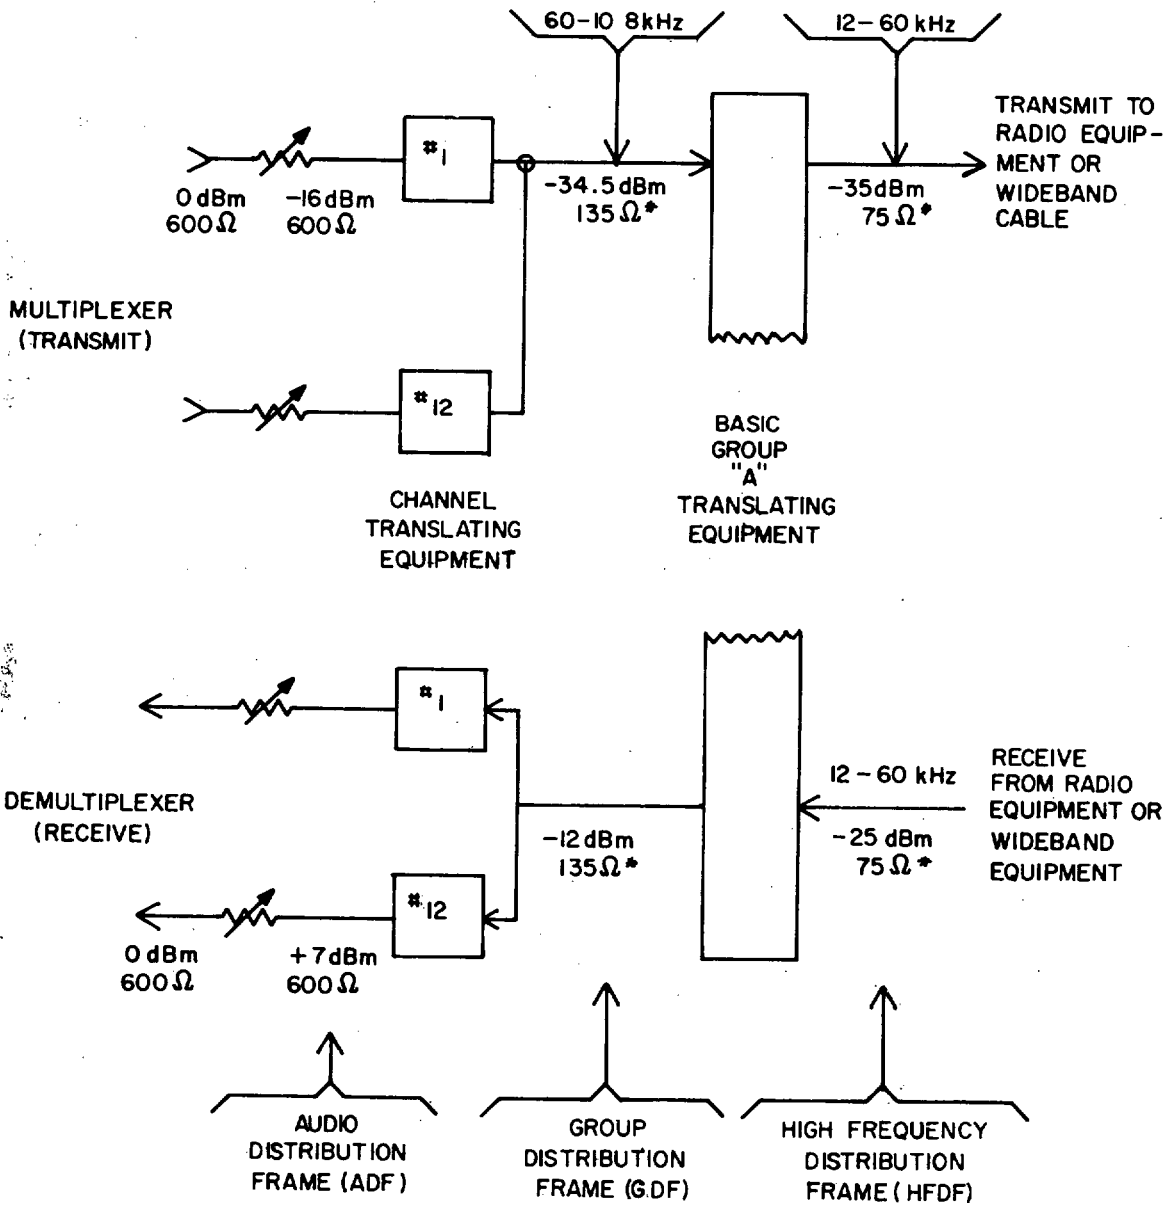 60-10 8kHz
12-60 kHz
#1
0 dBm
600Ω
-16dBm
600Ω
-34.5dBm
135Ω*
-35dBm
75Ω*
TRANSMIT TO
RADIO EQUIP-
MENT OR
WIDEBAND
CABLE
MULTIPLEXER
(TRANSMIT)
#12
CHANNEL
TRANSLATING
EQUIPMENT
BASIC
GROUP
"A"
TRANSLATING
EQUIPMENT
#1
DEMULTIPLEXER
(RECEIVE)
-12dBm
135Ω*
12-60 kHz
-25 dBm
75Ω*
RECEIVE
FROM RADIO
EQUIPMENT OR
WIDEBAND
EQUIPMENT
#12
0 dBm
600Ω
+7dBm
600Ω
AUDIO
DISTRIBUTION
FRAME (ADF)
GROUP
DISTRIBUTION
FRAME (G.DF)
HIGH FREQUENCY
DISTRIBUTION
FRAME (HFDF)